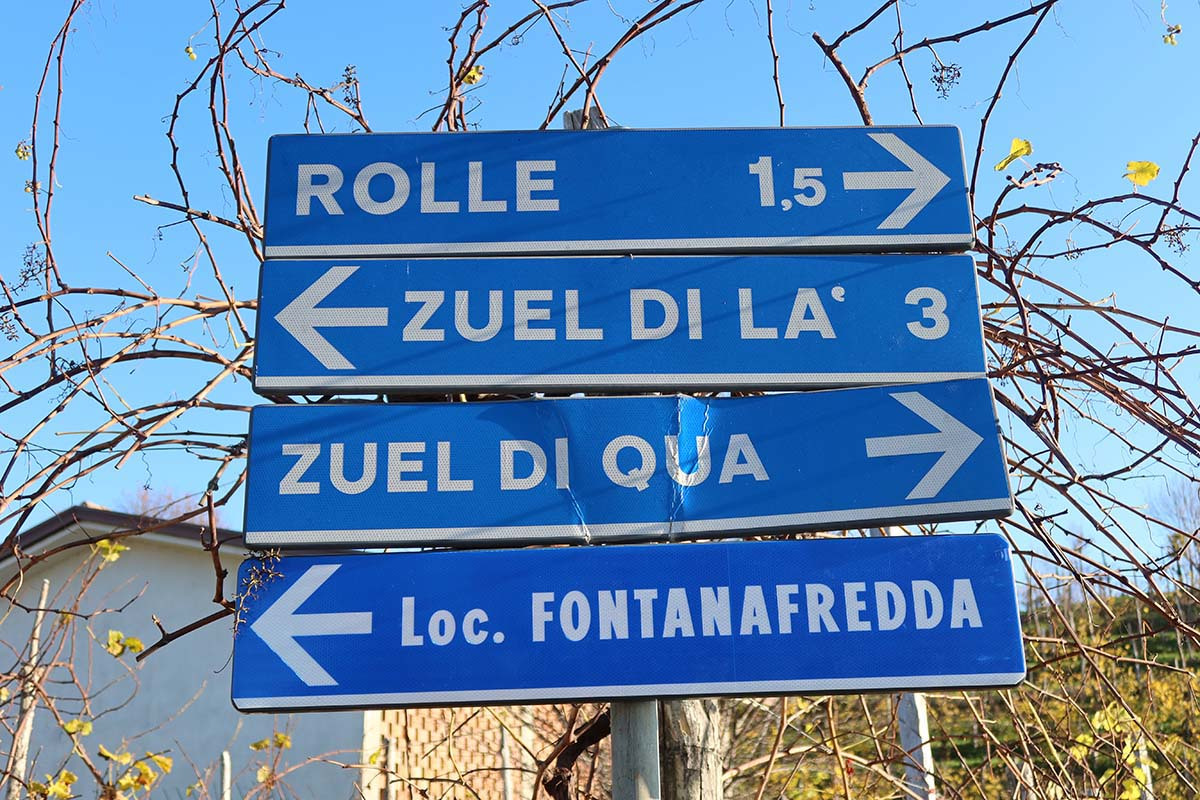 ROLLE 1,5
ZUEL DI LA‘ 3
ZUEL DI QUA
Loc. FONTANAFREDDA